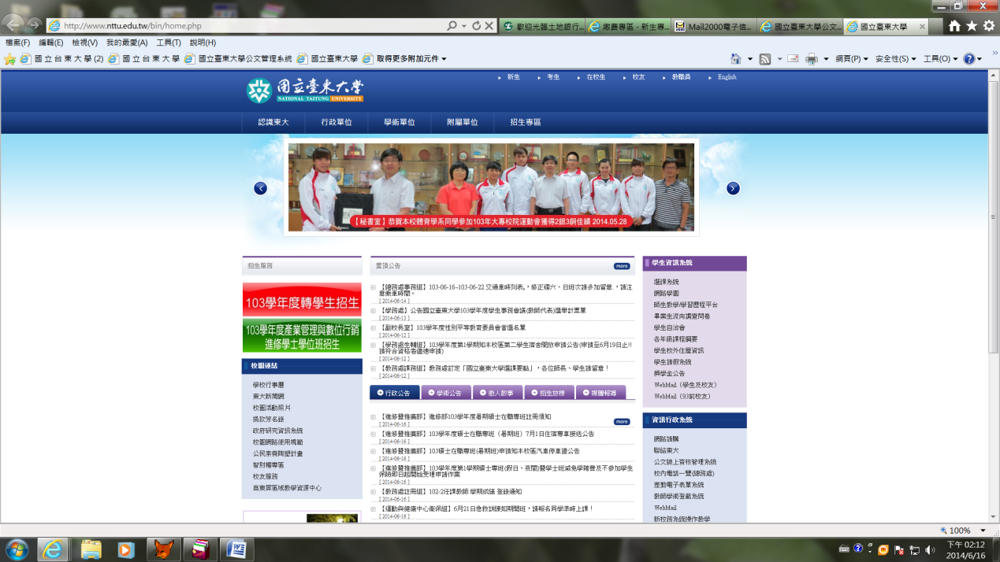 http://www.nttu.edu.tw/bin/home.php
歡迎光臨土地銀行...
繳費專區 - 新生專...
Mail2000電子信...
國立臺東大學公文...
國立臺東大學
檔案(F) 編輯(E) 檢視(V) 我的最愛(A) 工具(T) 說明(H)
國立台東大學(2) 國立台東大學 國立臺東大學公文管理系統 國立臺東大學 取得更多附加元件
網頁(P) 安全性(S) 工具(O)
新生 考生 在校生 校友 教職員 English
國立臺東大学
NATIONAL TAITUNG UNIVERSITY
認識東大 行政單位 學術單位 附屬單位 招生專區
【秘書室】恭賀本校體育學系同學參加103年大專校院運動會獲得2銀3銅佳績 2014.05.28
招生服務
103學年度轉學生招生
103學年度產業管理與數位行銷
進修學士學位班招生
校園連結
學校行事曆
東大新聞網
校園活動照片
捐款芳名錄
政府研究資訊系統
校園網路使用規範
公民素養陶塑計畫
智財權專區
校友服務
高東屏區域教學資源中心
置頂公告
more
【總務處事務組】103-06-16~103-06-22 交通車時刻表,，修正週六、日班次請多加留意，請注
意乘車時間。
[ 2014-06-14 ]
【學務處】公告國立臺東大學103學年度學生事務會議(教師代表)選舉計票單
[ 2014-06-13 ]
【副校長室】103學年度性別平等教育委員會當選名單
[ 2014-06-12 ]
【學務處生輔組】103學年度第1學期知本校區第二學生宿舍開放申請公告(申請至6月19日止!!
請符合資格者儘速申請)
[ 2014-06-12 ]
【教務處課務組】教務處訂定「國立臺東大學選課要點」，各位師長、學生請留意！
[ 2014-06-12 ]
行政公告 學術公告 徵人啟事 招生放榜 媒體報導
more
【進修暨推廣部】進修部103學年度暑期碩士在職專班註冊須知
[ 2014-06-16 ]
【進修暨推廣部】103學年度碩士在職專班（暑期班）7月1日住宿專車接送公告
[ 2014-06-16 ]
【進修暨推廣部】103碩士在職專班(暑期班)申請知本校區汽車停車證公告
[ 2014-06-16 ]
【進修暨推廣部】103學年度第1學期碩士專班(假日、夜間)暨學士班減免學雜費及不參加學生
保險即日起開始受理申請作業
[ 2014-06-16 ]
【教務處註冊組】102-2任課教師 學期成績 登錄通知
[ 2014-06-16 ]
【運動與健康中心衛保組】6月21日急救訓練如期開班，請報名同學準時上課！
[ 2014-06-16 ]
學生資訊系統
選課系統
網路學園
師生教學/學習歷程平台
畢業生流向調查問卷
學生自治會
各年級課程綱要
學生校外住屋資訊
學生請假系統
獎學金公告
WebMail（學生及校友）
WebMail（93前校友）
資訊行政系統
網路請購
聯絡東大
公文線上簽核管理系統
校內電話一覽(總務處)
差勤電子表單系統
教師學術登載系統
WebMail
新校務系統操作教學
100%
下午 02:12
2014/6/16